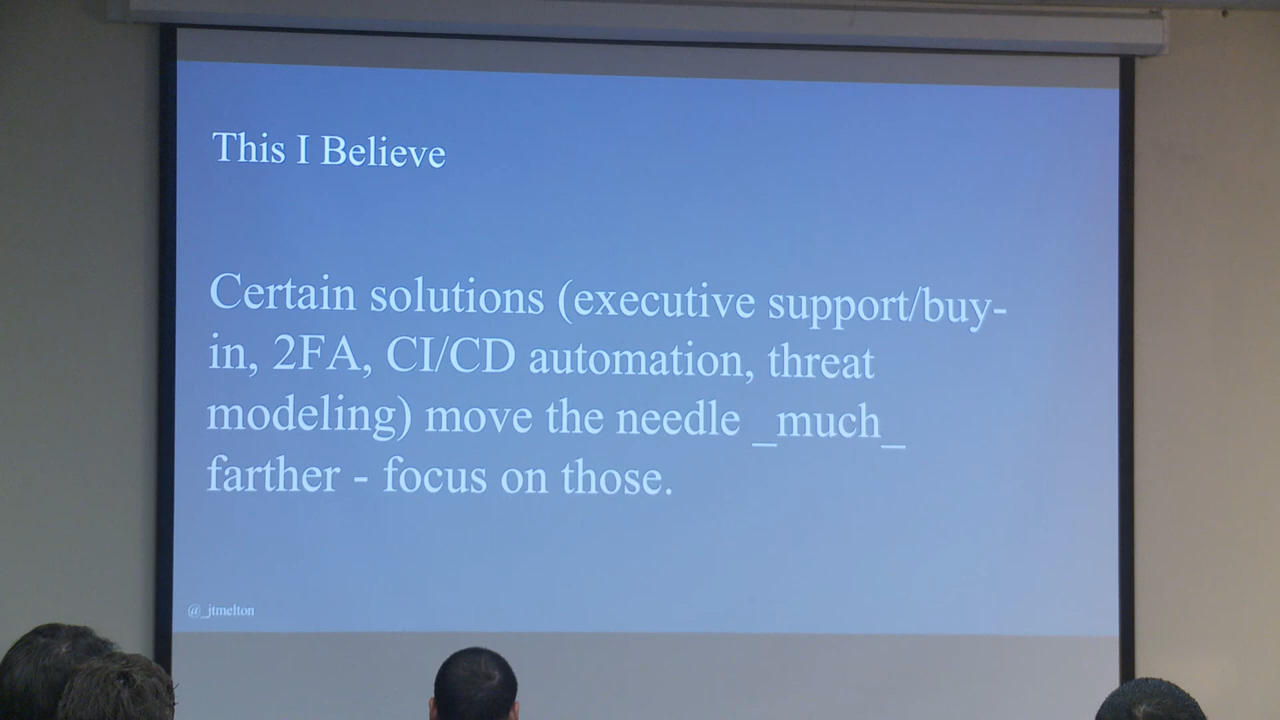 This I Believe
Certain solutions (executive support/buy-
in, 2FA, CI/CD automation, threat
modeling) move the needle _much_
farther - focus on those.
@_jtmelton